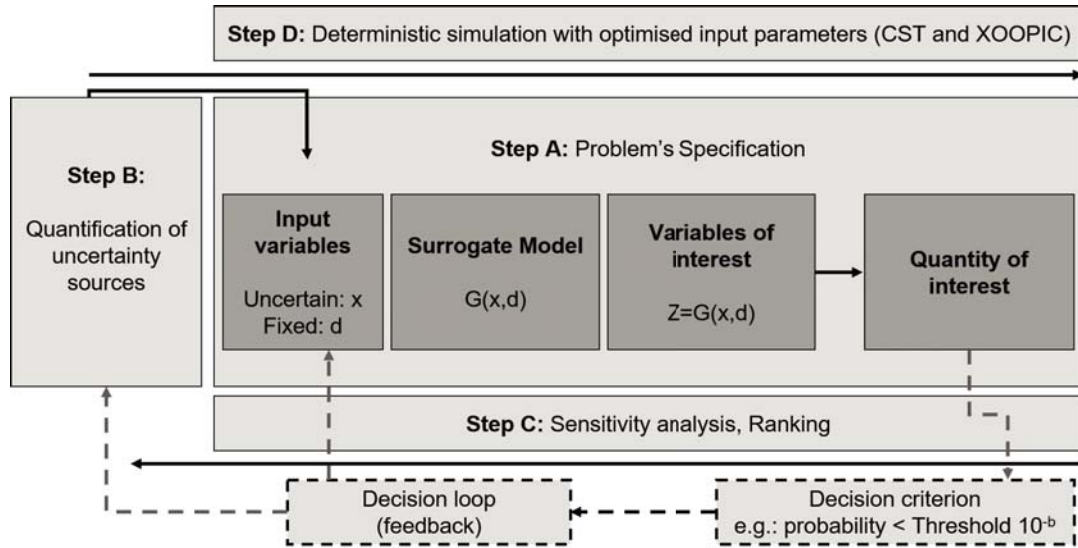 Step D: Deterministic simulation with optimised input parameters (CST and XOOPIC)
Step A: Problem's Specification
Step B:
Quantification of
uncertainty
sources
Input
variables
Uncertain: x
Fixed: d
Surrogate Model
G(x,d)
Variables of
interest
Z=G(x,d)
Quantity of
interest
Step C: Sensitivity analysis, Ranking
Decision loop
(feedback)
Decision criterion
e.g.: probability < Threshold 10⁻ᵇ